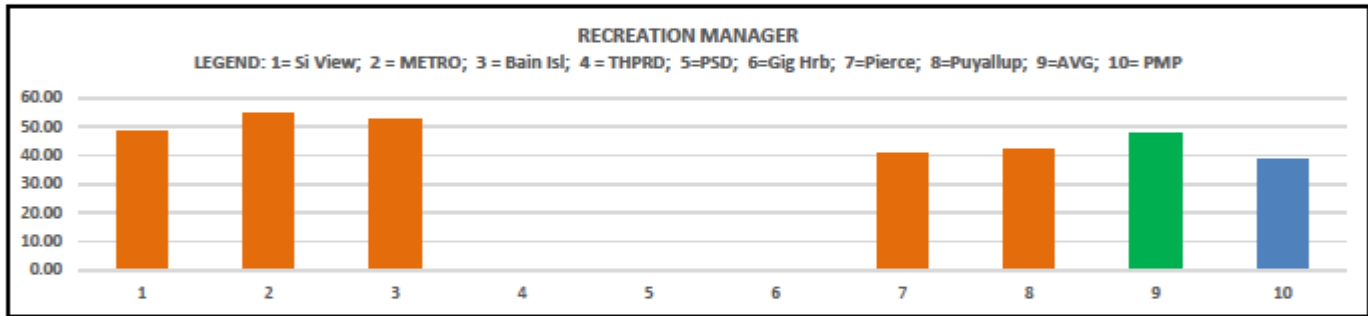 RECREATION MANAGER
LEGEND: 1= Si View; 2 = METRO; 3 = Bain Isl; 4 = THPRD; 5=PSD; 6=Gig Hrb; 7=Pierce; 8=Puyallup; 9=AVG; 10= PMP
60.00
50.00
40.00
30.00
20.00
10.00
0.00
1 2 3 4 5 6 7 8 9 10